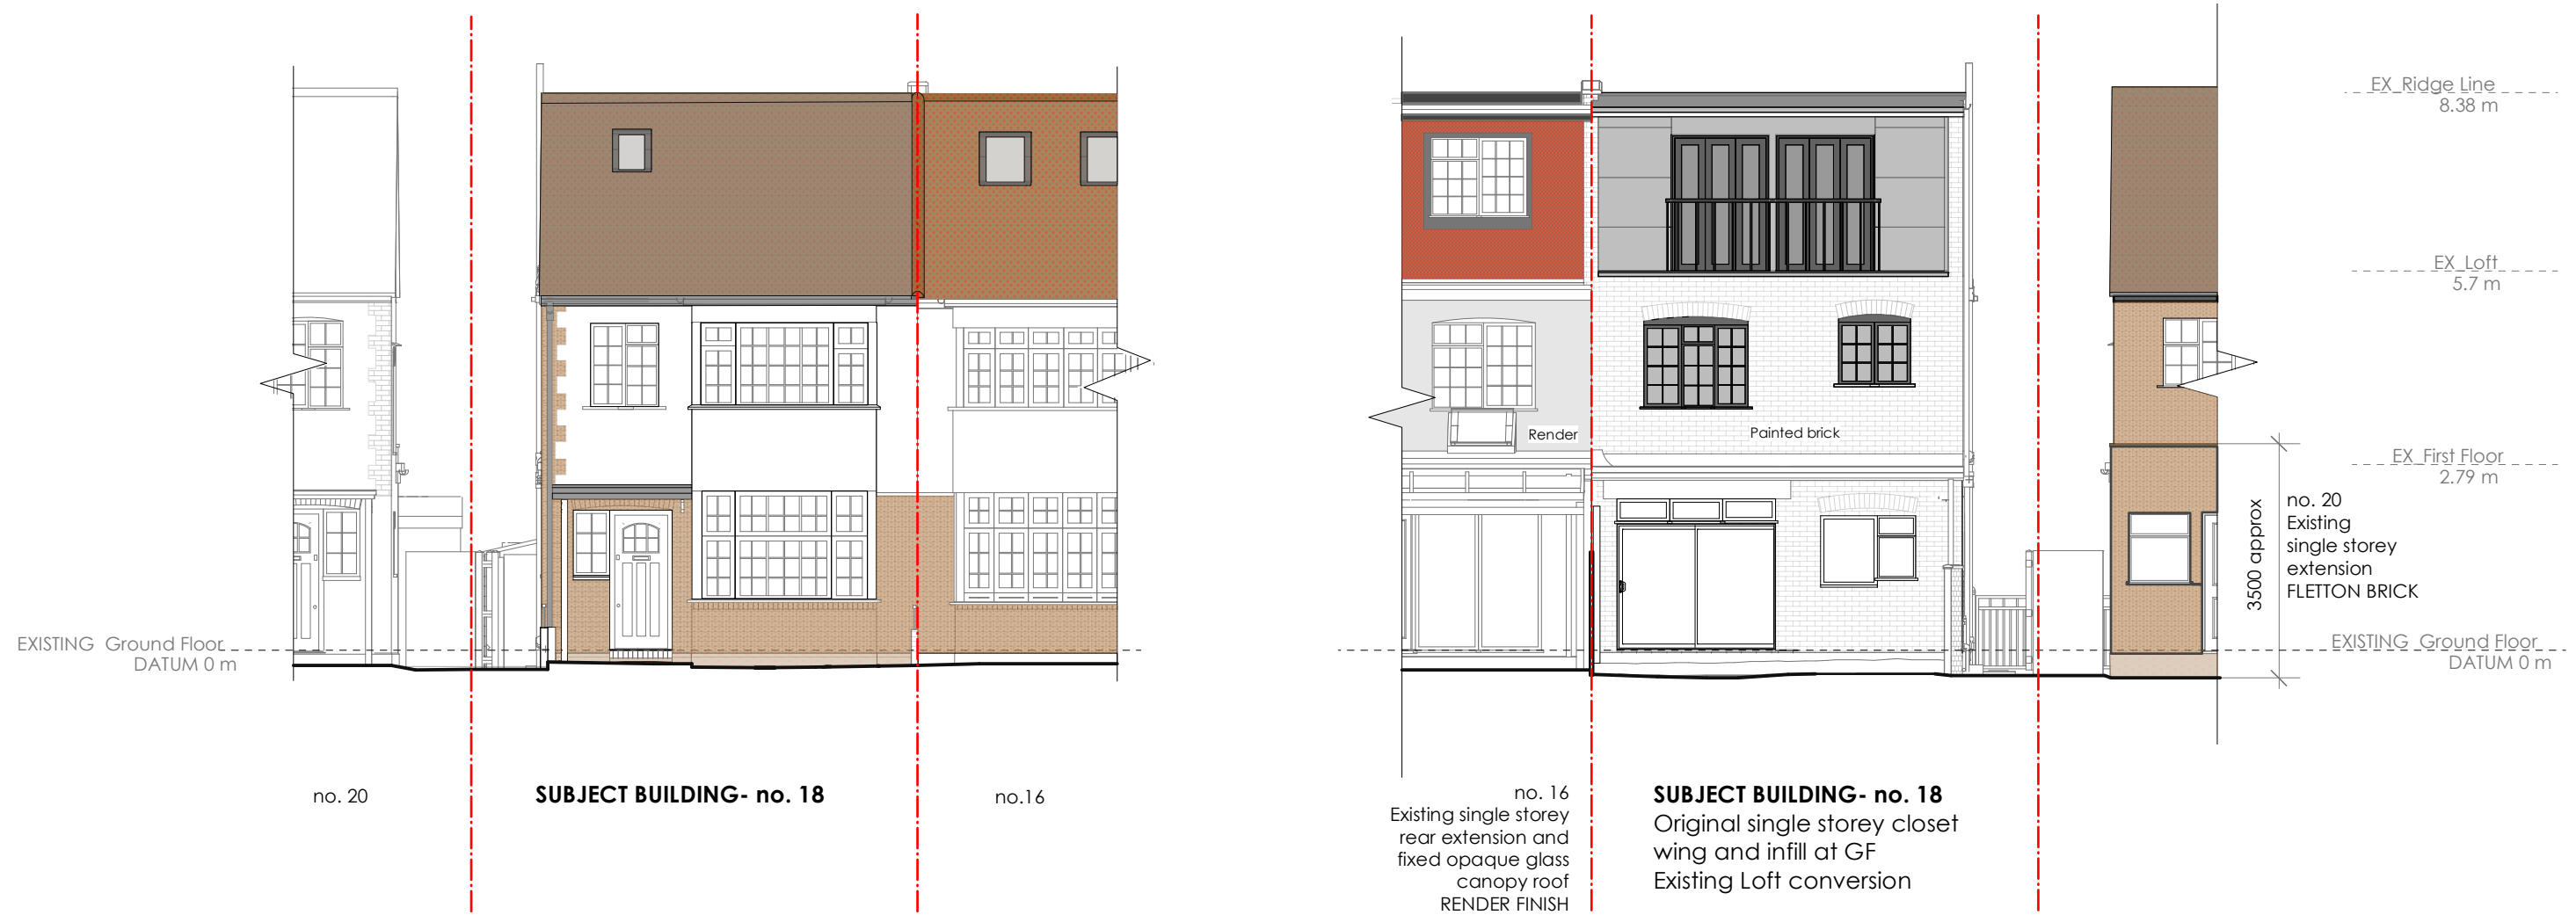 EXISTING  Ground Floor
DATUM 0 m
no. 20
SUBJECT BUILDING- no. 18
no.16
Render
Painted brick
EX_Ridge Line
8.38 m
EX_Loft
5.7 m
EX_First Floor
2.79 m
3500 approx
no. 20
Existing
single storey
extension
FLETTON BRICK
EXISTING  Ground Floor
DATUM 0 m
no. 16
Existing single storey
rear extension and
fixed opaque glass
canopy roof
RENDER FINISH
SUBJECT BUILDING- no. 18
Original single storey closet
wing and infill at GF
Existing Loft conversion